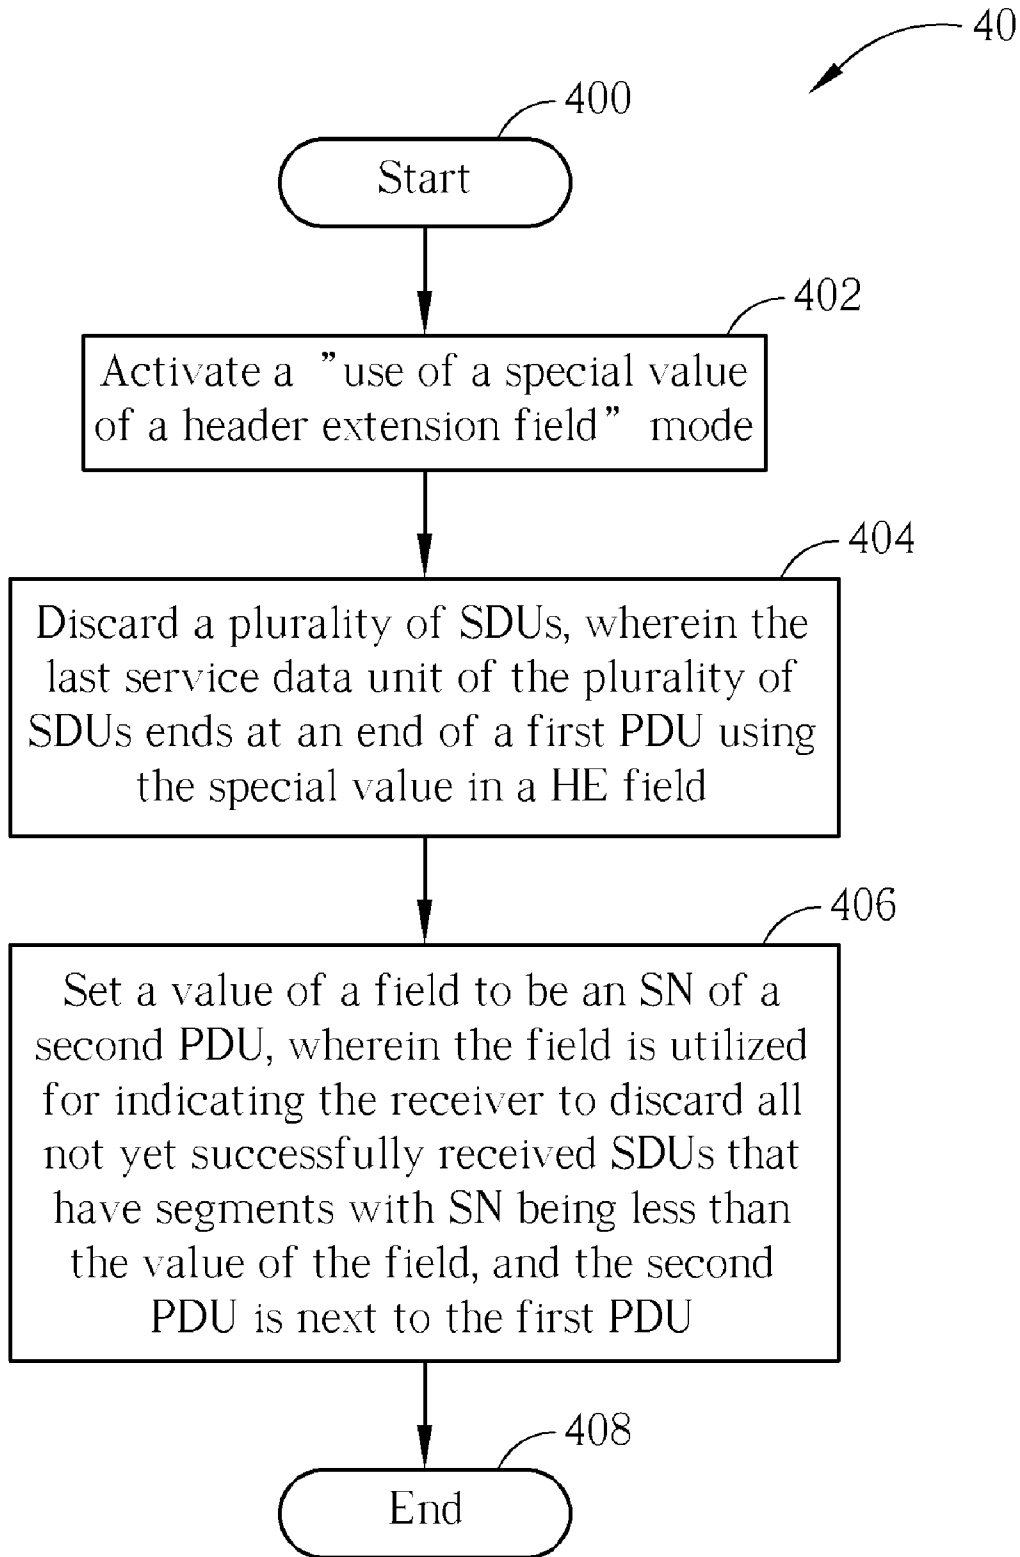 40
400
Start
402
Activate a ”use of a special value
of a header extension field” mode
404
Discard a plurality of SDUs, wherein the
last service data unit of the plurality of
SDUs ends at an end of a first PDU using
the special value in a HE field
406
Set a value of a field to be an SN of a
second PDU, wherein the field is utilized
for indicating the receiver to discard all
not yet successfully received SDUs that
have segments with SN being less than
the value of the field, and the second
PDU is next to the first PDU
408
End